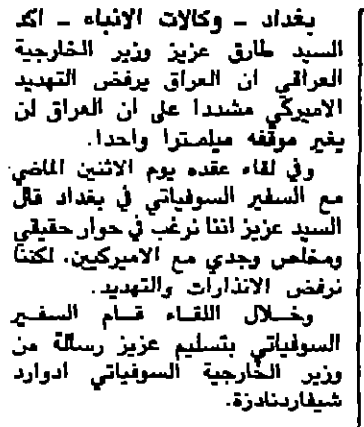 بغداد - وكالات الانباء - اكد
السيد طارق عزيز وزير الخارجية
العراقي ان العراق يرفض التهديد
الاميركي مشددا على ان العراق لن
يغير موقفه ميلمترا واحدا.
وفي لقاء عقده يوم الاثنين الماضي
مع السفير السوفياتي في بغداد قال
السيد عزيز اننا نرغب في حوار حقيقي
ومخلص وجدي مع الاميركيين، لكننا
نرفض الانذارات والتهديد.
وخلال اللقاء قام السفير
السوفياتي بتسليم عزيز رسالة من
وزير الخارجية السوفياتي ادوارد
شيفاردنادزة.